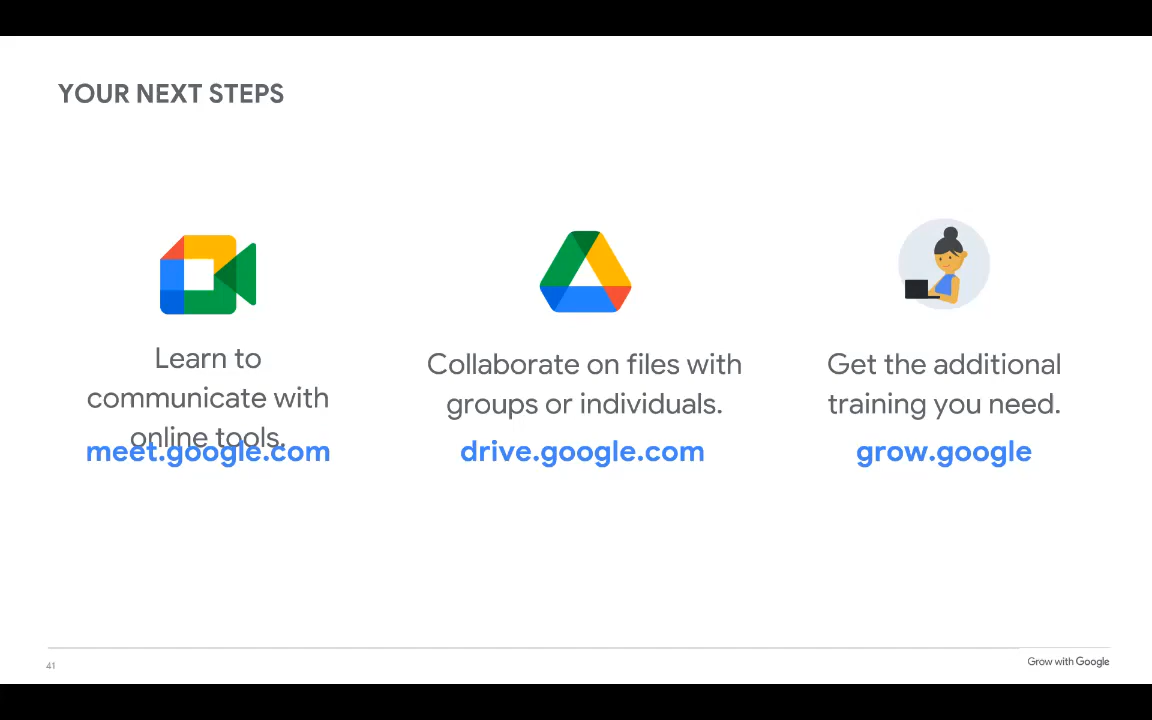 YOUR NEXT STEPS
Learn to
communicate with
online tools.
meet.google.com
Collaborate on files with
groups or individuals.
drive.google.com
Get the additional
training you need.
grow.google
41
Grow with Google